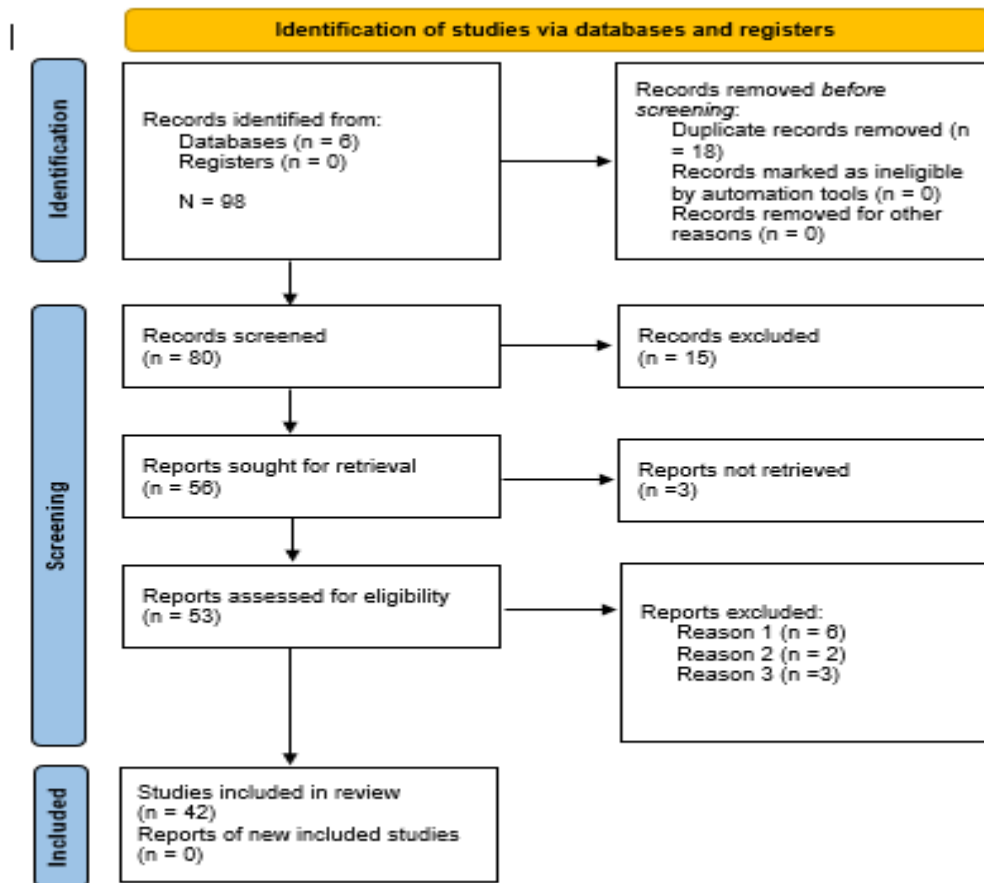 Identification of studies via databases and registers
Identification
Records identified from:
Databases (n = 6)
Registers (n = 0)
N = 98
Records removed before
screening:
Duplicate records removed (n
= 18)
Records marked as ineligible
by automation tools (n = 0)
Records removed for other
reasons (n = 0)
Screening
Records screened
(n = 80)
Records excluded
(n = 15)
Reports sought for retrieval
(n = 56)
Reports not retrieved
(n =3)
Reports assessed for eligibility
(n = 53)
Reports excluded:
Reason 1 (n = 6)
Reason 2 (n = 2)
Reason 3 (n =3)
Included
Studies included in review
(n = 42)
Reports of new included studies
(n = 0)